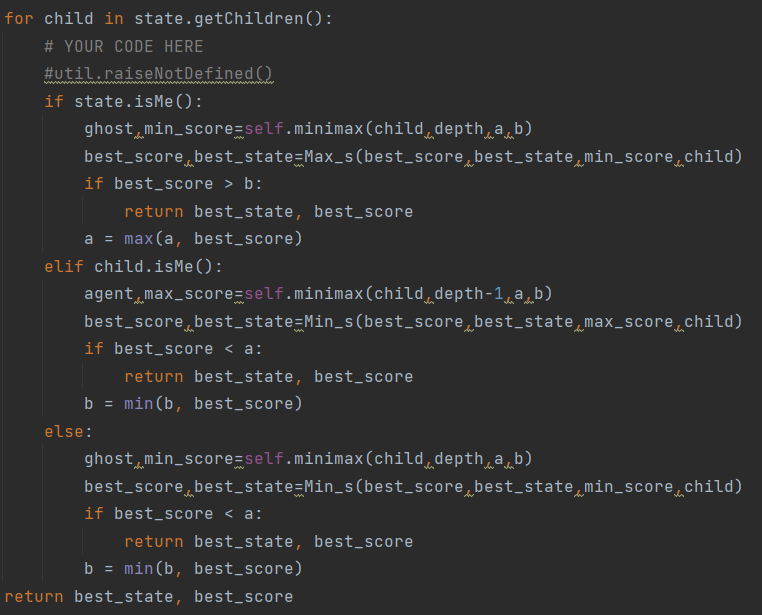 for child in state.getChildren():
    # YOUR CODE HERE
    #util.raiseNotDefined()
    if state.isMe():
        ghost,min_score=self.minimax(child,depth,a,b)
        best_score,best_state=Max_s(best_score,best_state,min_score,child)
        if best_score > b:
            return best_state, best_score
        a = max(a, best_score)
    elif child.isMe():
        agent,max_score=self.minimax(child,depth-1,a,b)
        best_score,best_state=Min_s(best_score,best_state,max_score,child)
        if best_score < a:
            return best_state, best_score
        b = min(b, best_score)
    else:
        ghost,min_score=self.minimax(child,depth,a,b)
        best_score,best_state=Min_s(best_score,best_state,min_score,child)
        if best_score < a:
            return best_state, best_score
        b = min(b, best_score)
return best_state, best_score